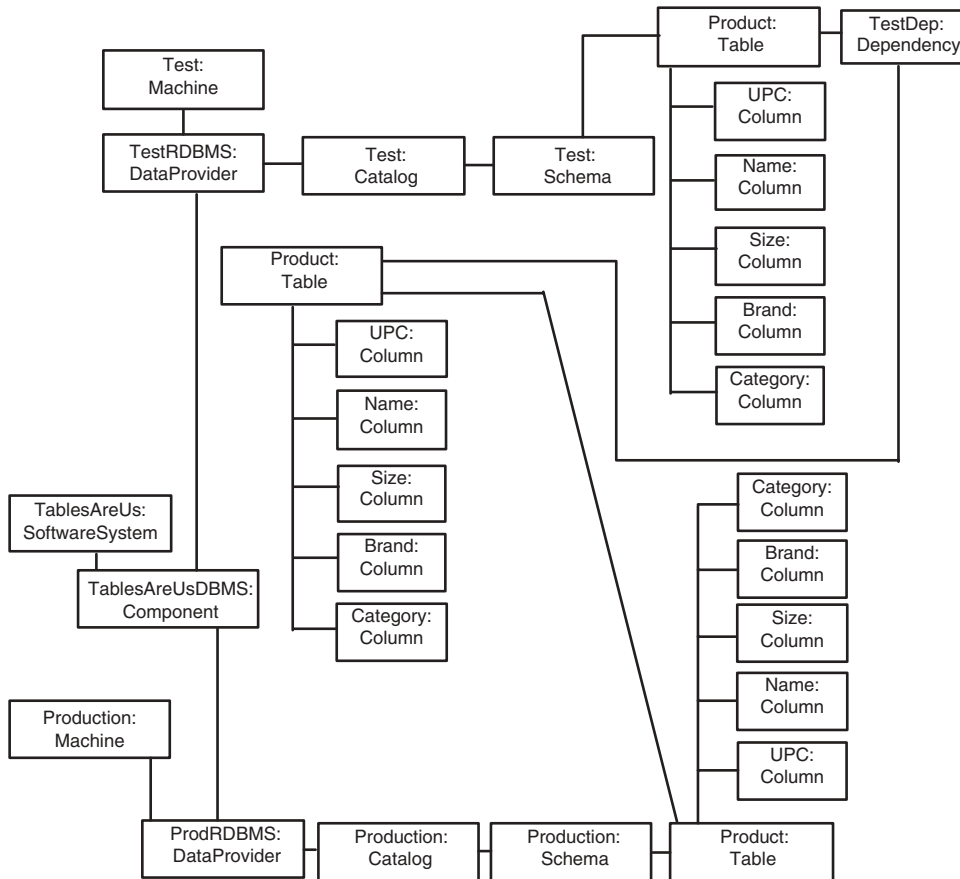 Product:
Table
TestDep:
Dependency
Test:
Machine
UPC:
Column
TestRDBMS:
DataProvider
Test:
Catalog
Test:
Schema
Name:
Column
Size:
Column
Brand:
Column
Category:
Column
Product:
Table
UPC:
Column
Name:
Column
Size:
Column
Brand:
Column
Category:
Column
TablesAreUs:
SoftwareSystem
TablesAreUsDBMS:
Component
Category:
Column
Brand:
Column
Size:
Column
Name:
Column
UPC:
Column
Production:
Machine
ProdRDBMS:
DataProvider
Production:
Catalog
Production:
Schema
Product:
Table